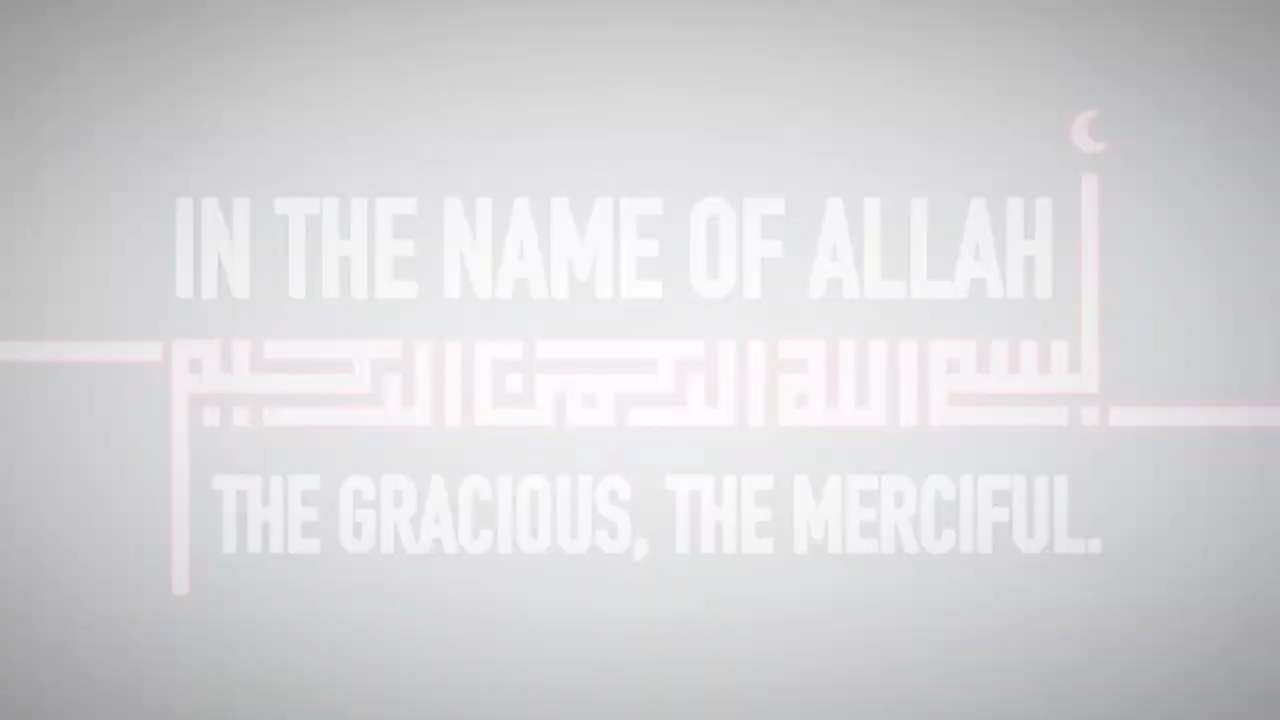 IN THE NAME OF ALLAH
بسم الله الرحمن الرحيم
THE GRACIOUS, THE MERCIFUL.